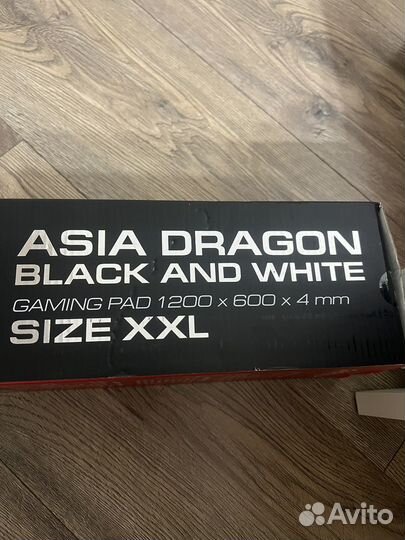 ASIA DRAGON
BLACK AND WHITE
GAMING PAD 1200 x 600 x 4 mm
SIZE XXL
Avito